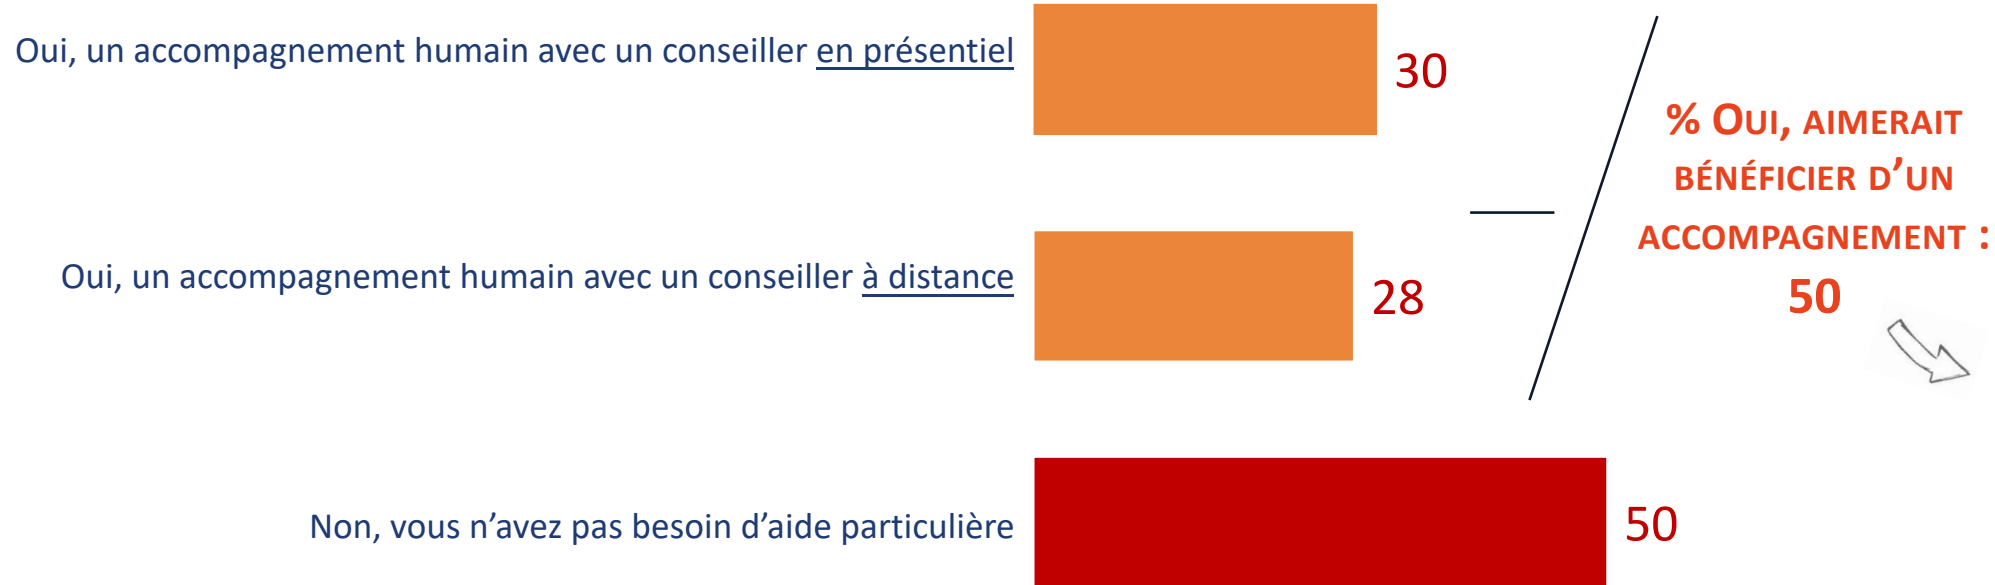 Oui, un accompagnement humain avec un conseiller en présentiel
30
% OUI, AIMERAIT
BÉNÉFICIER D’UN
ACCOMPAGNEMENT :
50
Oui, un accompagnement humain avec un conseiller à distance
28
Non, vous n’avez pas besoin d’aide particulière
50